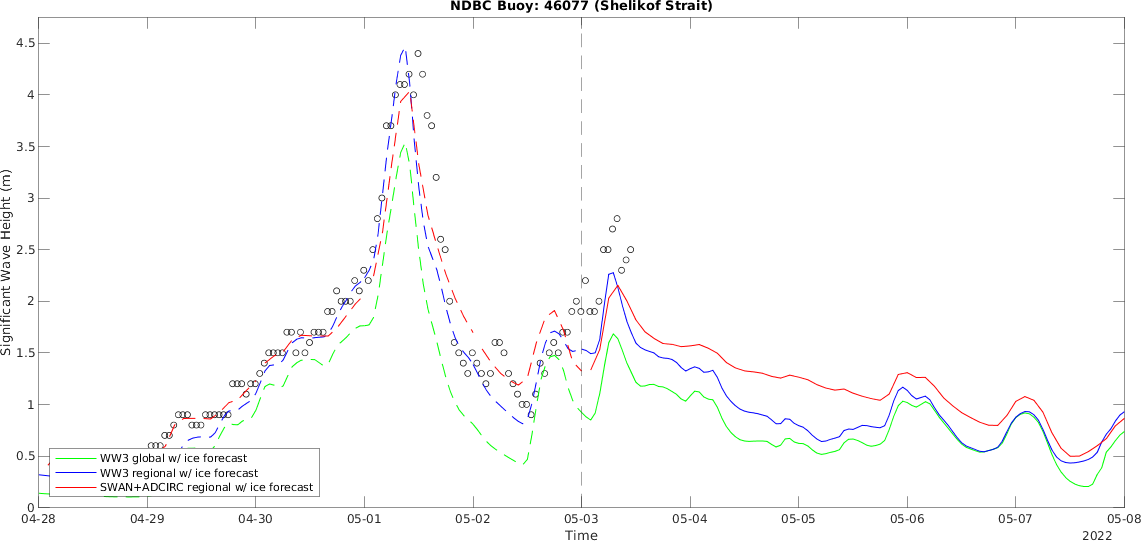 NDBC Buoy: 46077 (Shelikof Strait)
Significant Wave Height (m)
4.5
4
3.5
3
2.5
2
1.5
1
0.5
0
WW3 global w/ ice forecast
WW3 regional w/ ice forecast
SWAN+ADCIRC regional w/ ice forecast
04-28 04-29 04-30 05-01 05-02 05-03 05-04 05-05 05-06 05-07 05-08
Time
2022